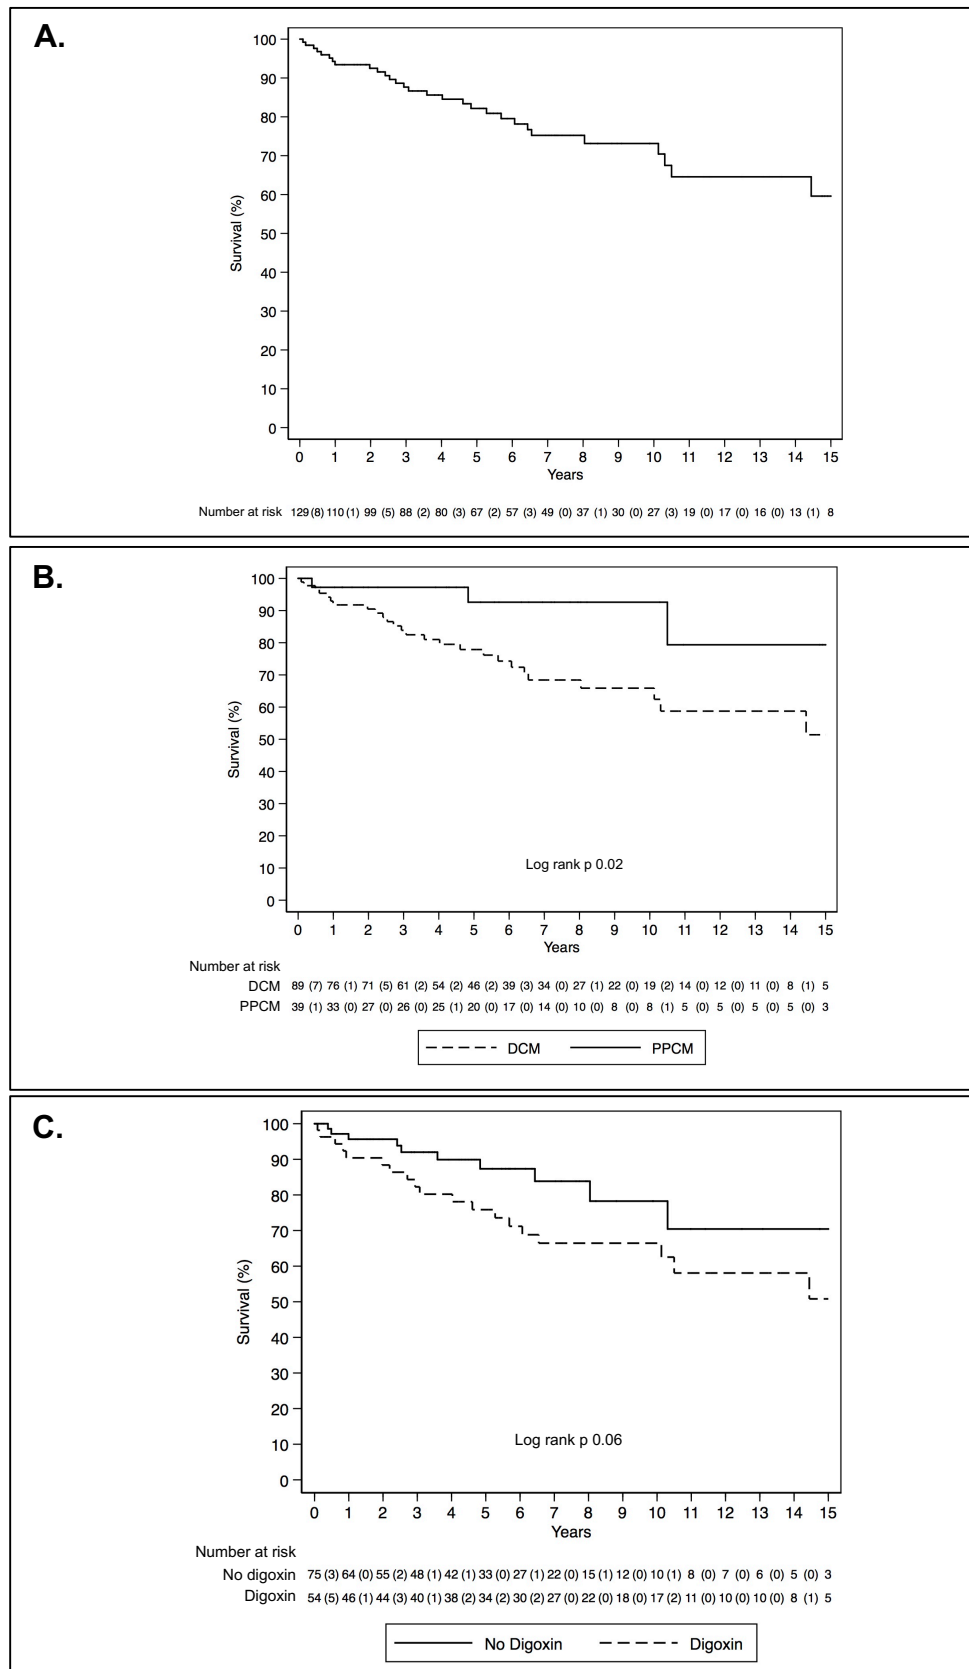 A.
100
90
80
70
60
50
40
30
20
10
0
Survival (%)
0 1 2 3 4 5 6 7 8 9 10 11 12 13 14 15
Years
Number at risk 129 (8) 110 (1) 99 (5) 88 (2) 80 (3) 67 (2) 57 (3) 49 (0) 37 (1) 30 (0) 27 (3) 19 (0) 17 (0) 16 (0) 13 (1) 8
B.
100
90
80
70
60
50
40
30
20
10
0
Survival (%)
Log rank p 0.02
0 1 2 3 4 5 6 7 8 9 10 11 12 13 14 15
Years
Number at risk
DCM 89 (7) 76 (1) 71 (5) 61 (2) 54 (2) 46 (2) 39 (3) 34 (0) 27 (1) 22 (0) 19 (2) 14 (0) 12 (0) 11 (0) 8 (1) 5
PPCM 39 (1) 33 (0) 27 (0) 26 (0) 25 (1) 20 (0) 17 (0) 14 (0) 10 (0) 8 (0) 8 (1) 5 (0) 5 (0) 5 (0) 5 (0) 3
DCM PPCM
C.
100
90
80
70
60
50
40
30
20
10
0
Survival (%)
Log rank p 0.06
0 1 2 3 4 5 6 7 8 9 10 11 12 13 14 15
Years
Number at risk
No digoxin 75 (3) 64 (0) 55 (2) 48 (1) 42 (1) 33 (0) 27 (1) 22 (0) 15 (1) 12 (0) 10 (1) 8 (0) 7 (0) 6 (0) 5 (0) 3
Digoxin 54 (5) 46 (1) 44 (3) 40 (1) 38 (2) 34 (2) 30 (2) 27 (0) 22 (0) 18 (0) 17 (2) 11 (0) 10 (0) 10 (0) 8 (1) 5
No Digoxin Digoxin